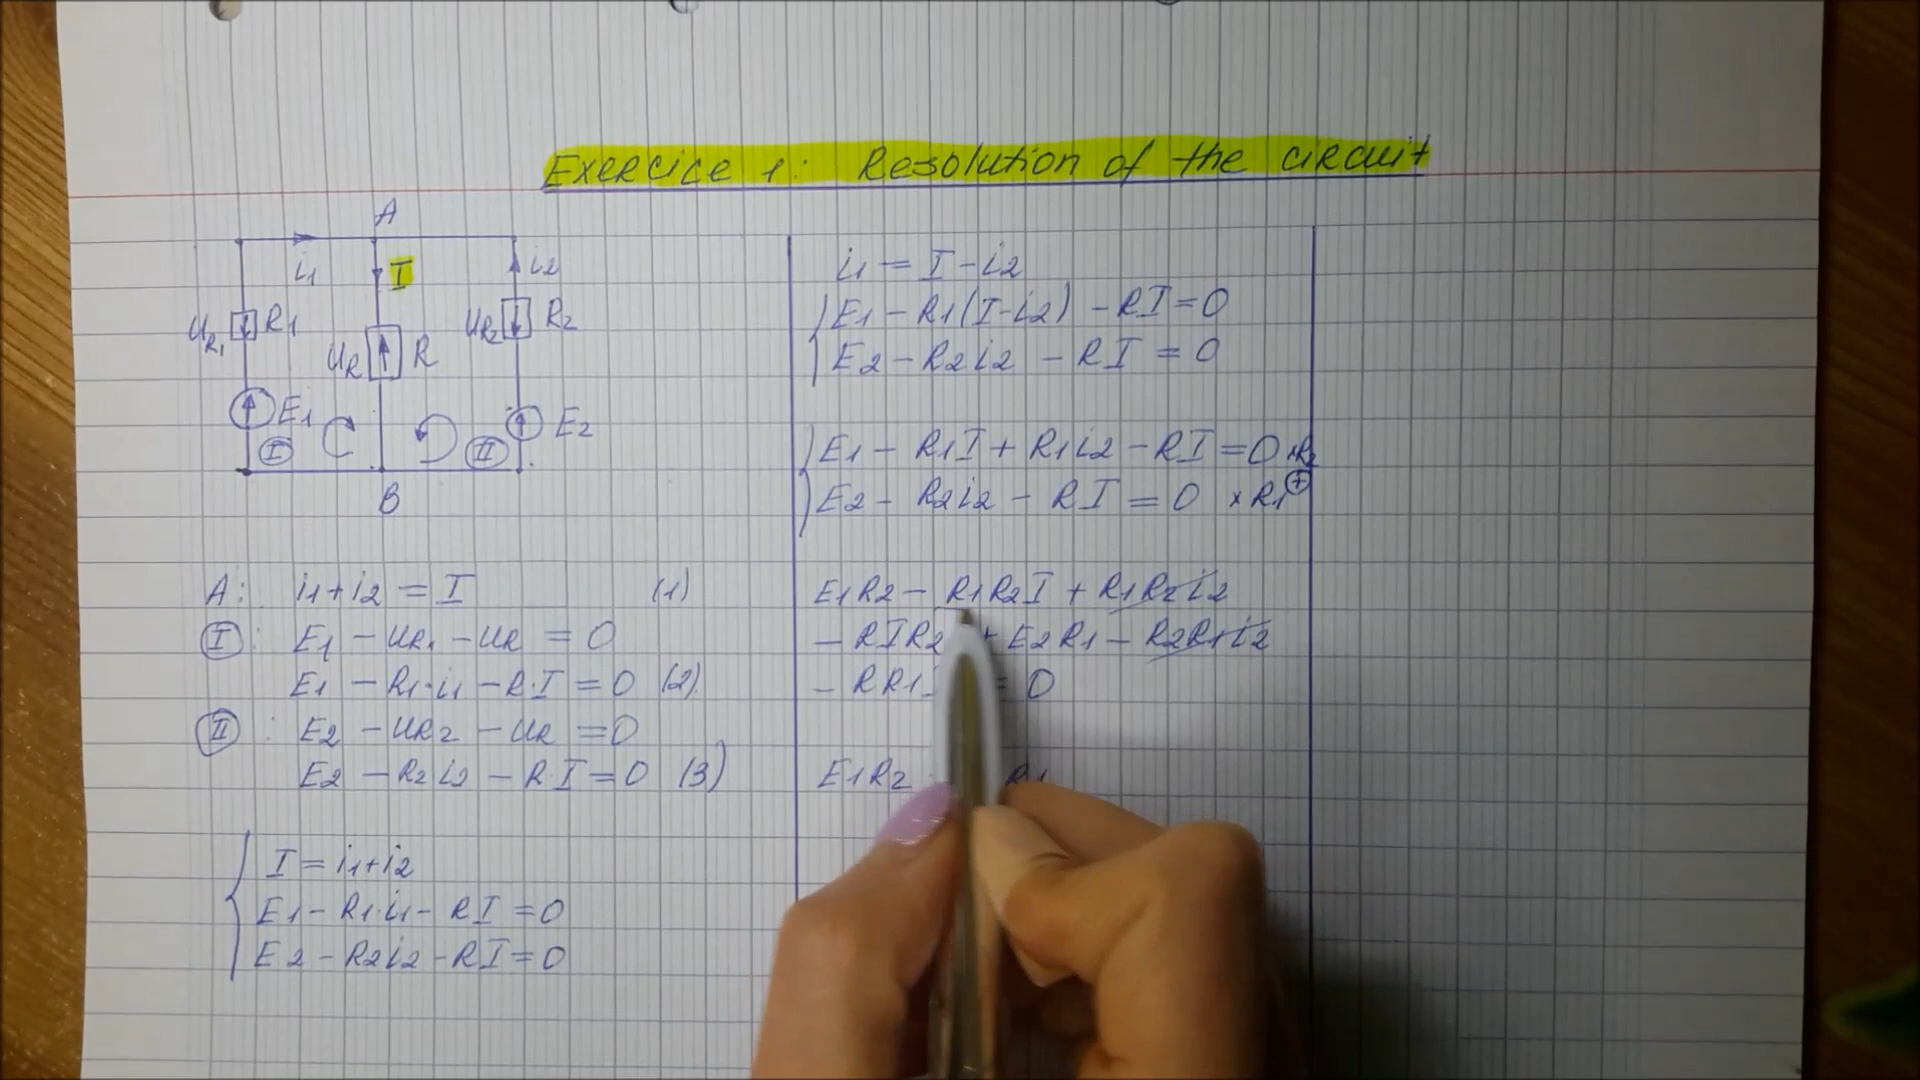 Exercice 1: Resolution of the circuit
A
i1
I
i2
UR1
R1
UR
R
UR2
R2
E1
E2
I
II
B
A: i1+i2 = I (1)
I : E1 - UR1 - UR = 0
E1 - R1·i1 - R·I = 0 (2)
II : E2 - UR2 - UR = 0
E2 - R2 i2 - R·I = 0 (3)
I = i1+i2
E1 - R1·i1 - RI = 0
E2 - R2i2 - RI = 0
i1 = I - i2
E1 - R1(I-i2) - RI = 0
E2 - R2i2 - RI = 0
E1 - R1I + R1i2 - RI = 0 ×R2
E2 - R2i2 - RI = 0 ×R1 +
E1R2 - R1R2I + R1R2i2
- RIR2 + E2R1 - R2R1i2
- RR1I = 0
E1R2 R1